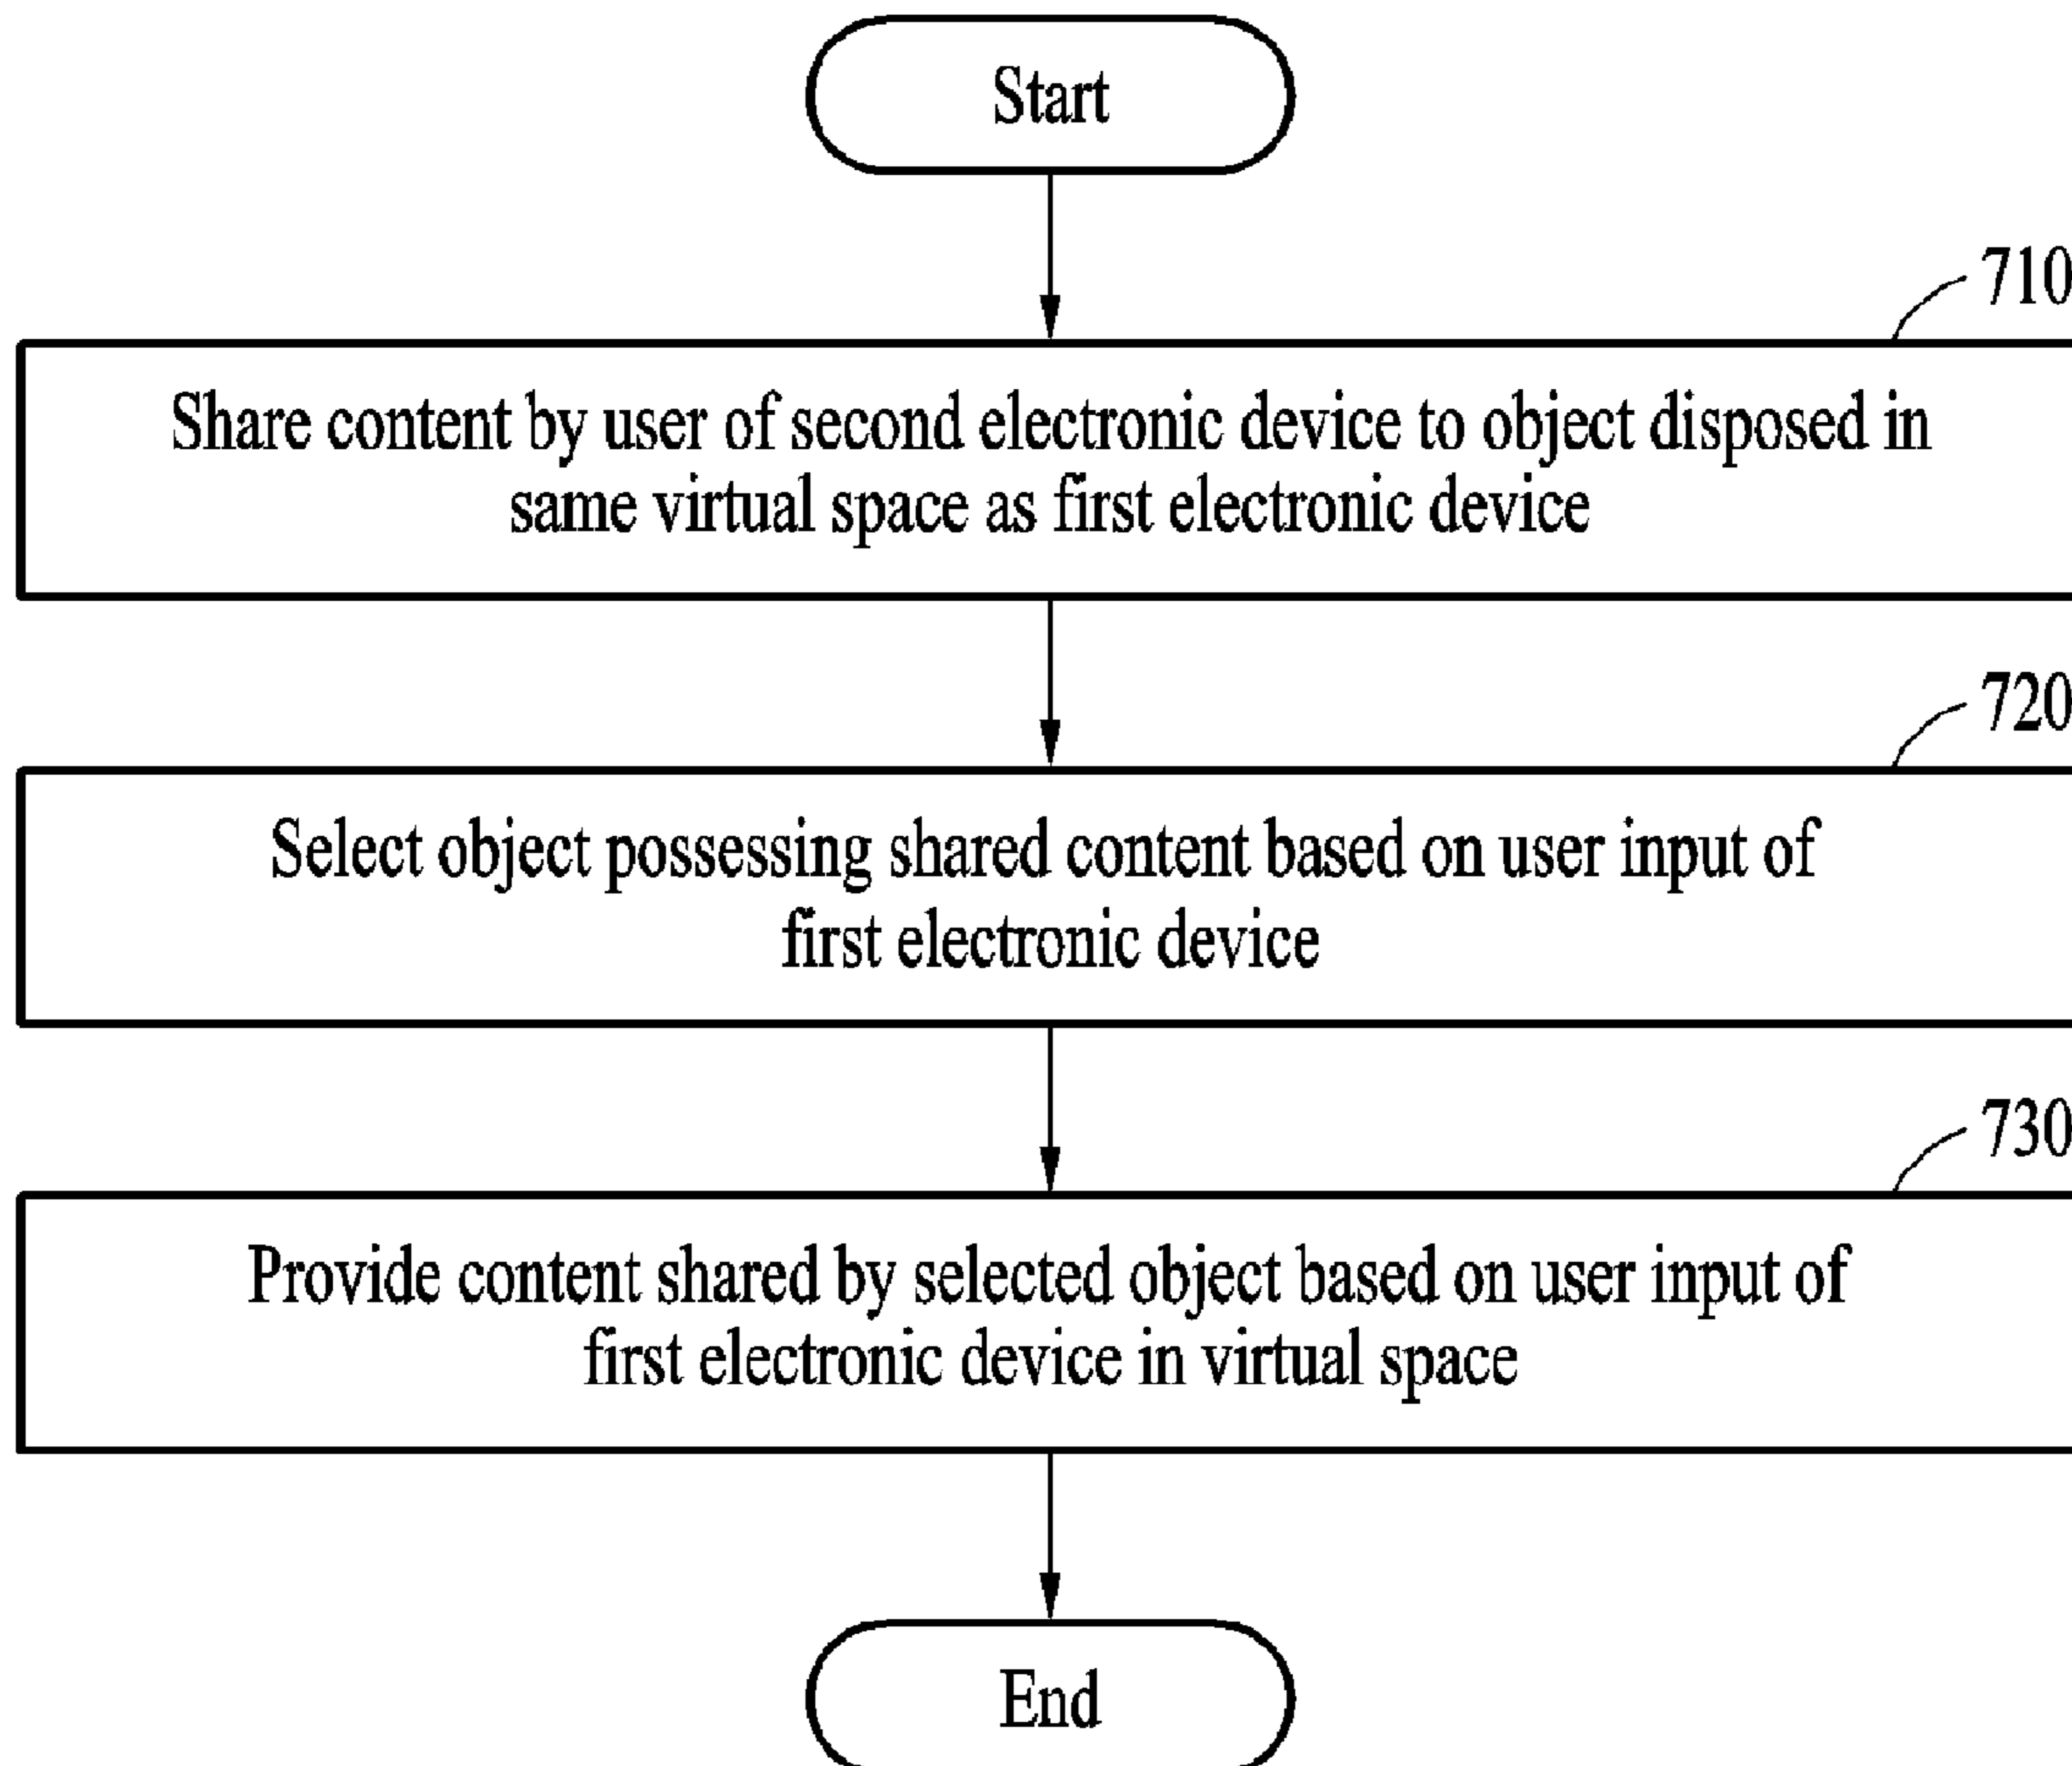 Start
710
Share content by user of second electronic device to object disposed in
same virtual space as first electronic device
720
Select object possessing shared content based on user input of
first electronic device
730
Provide content shared by selected object based on user input of
first electronic device in virtual space
End